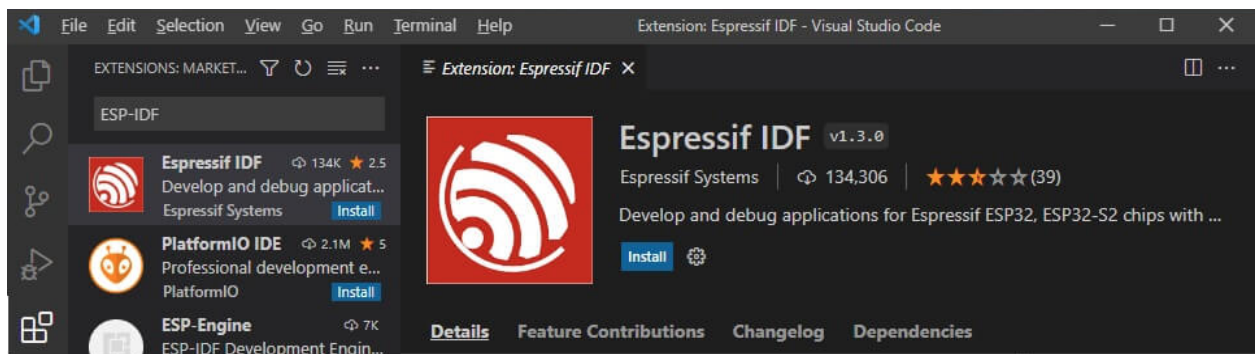 File Edit Selection View Go Run Terminal Help
Extension: Espressif IDF - Visual Studio Code
EXTENSIONS: MARKET... ...
Extension: Espressif IDF
...
ESP-IDF
Espressif IDF 134K ★ 2.5
Develop and debug applicat...
Espressif Systems Install
PlatformIO IDE 2.1M ★ 5
Professional development e...
PlatformIO Install
ESP-Engine 7K
ESP-IDF Development Engin...
Espressif IDF v1.3.0
Espressif Systems | 134,306 | ★★★☆☆(39)
Develop and debug applications for Espressif ESP32, ESP32-S2 chips with ...
Install
Details Feature Contributions Changelog Dependencies